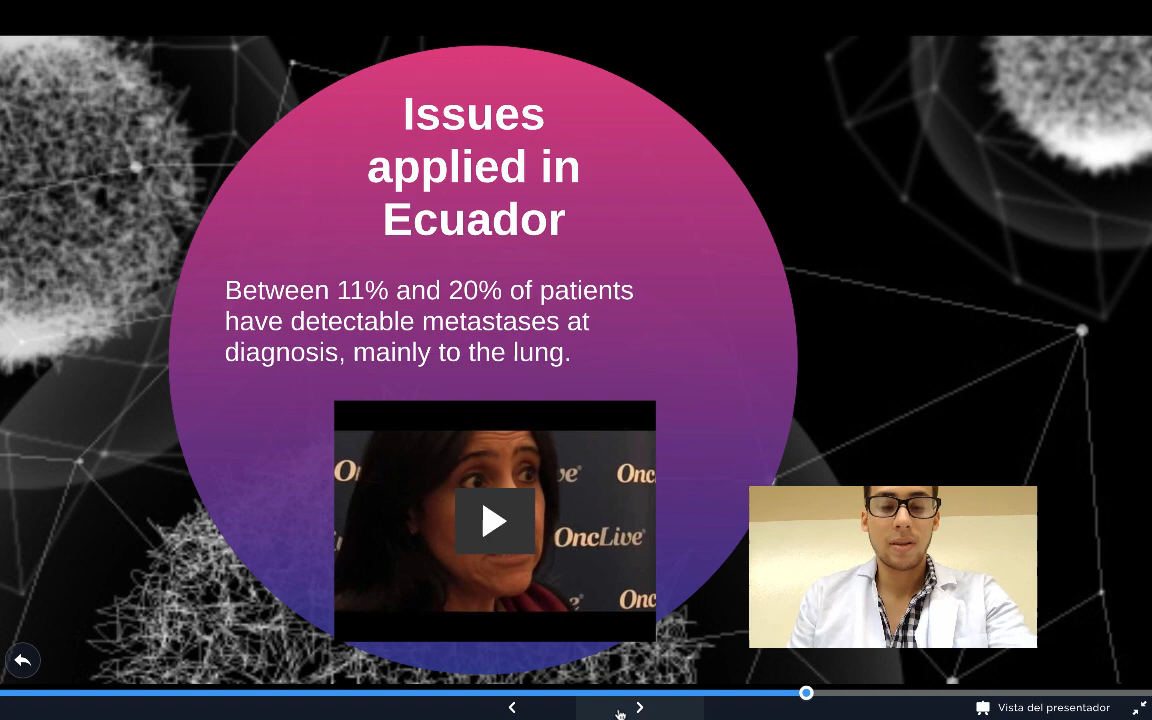 Issues
applied in
Ecuador
Between 11% and 20% of patients
have detectable metastases at
diagnosis, mainly to the lung.
OncLive®
Vista del presentador